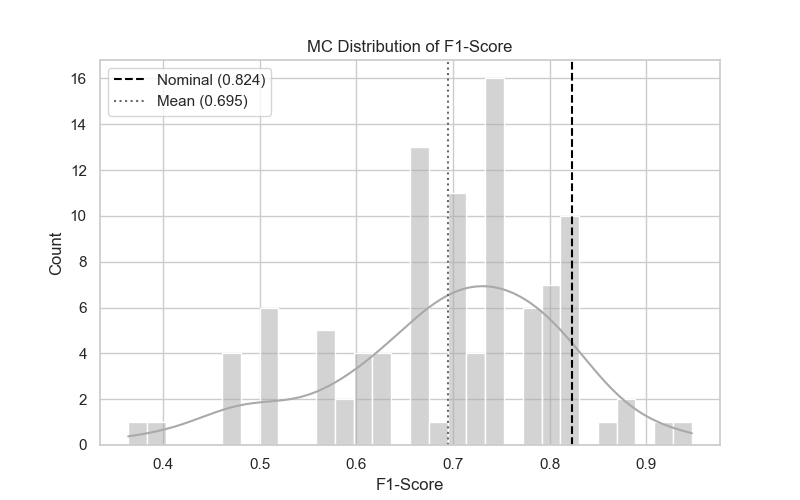 MC Distribution of F1-Score
Nominal (0.824)
Mean (0.695)
16
14
12
10
8
6
4
2
0
Count
0.4 0.5 0.6 0.7 0.8 0.9
F1-Score